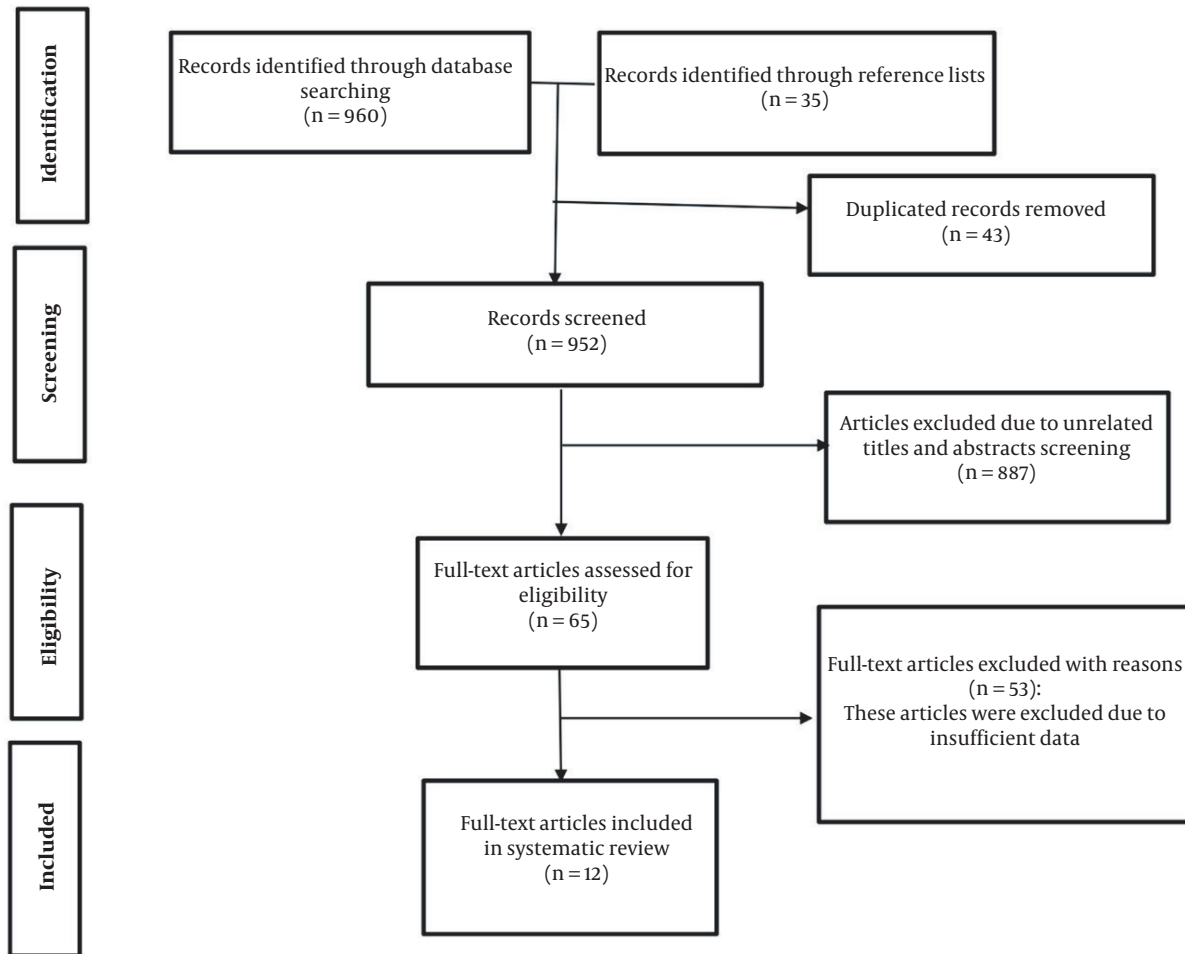 Identification
Records identified through database
searching
(n = 960)
Records identified through reference lists
(n = 35)
Duplicated records removed
(n = 43)
Screening
Records screened
(n = 952)
Articles excluded due to unrelated
titles and abstracts screening
(n = 887)
Eligibility
Full-text articles assessed for
eligibility
(n = 65)
Full-text articles excluded with reasons
(n = 53):
These articles were excluded due to
insufficient data
Included
Full-text articles included
in systematic review
(n = 12)